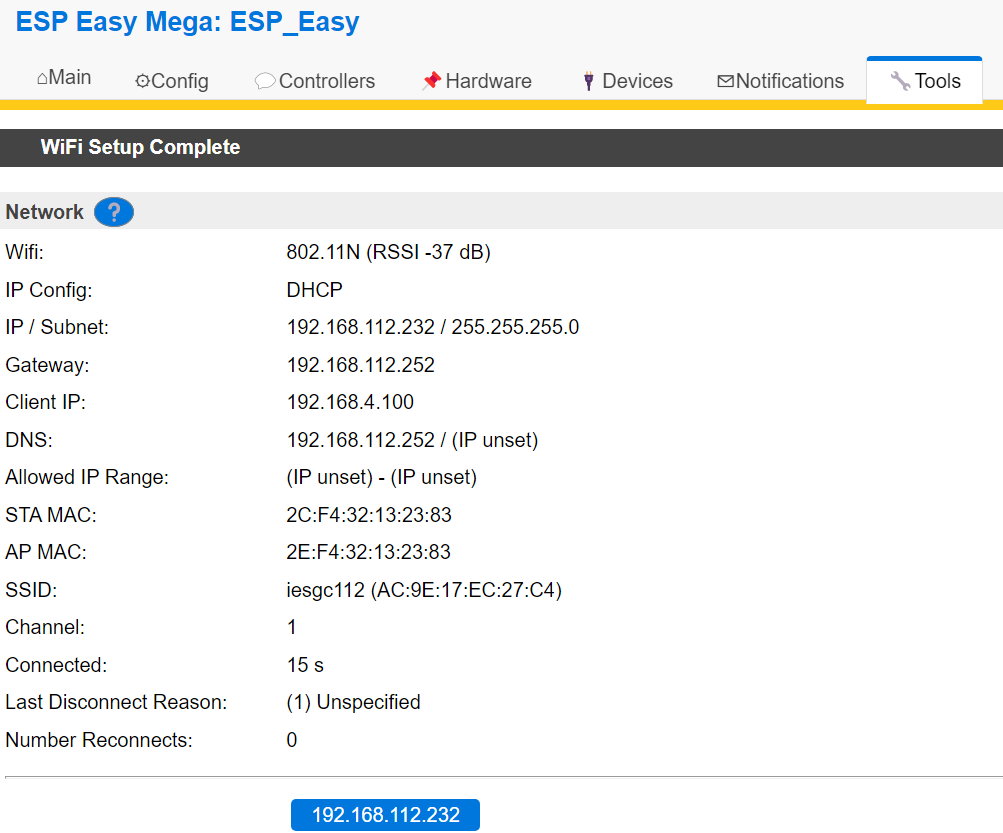 ESP Easy Mega: ESP_Easy
⌂Main ⚙Config 💬Controllers 📌Hardware 🔌Devices ✉Notifications 🔧Tools
WiFi Setup Complete
Network ?
Wifi: 802.11N (RSSI -37 dB)
IP Config: DHCP
IP / Subnet: 192.168.112.232 / 255.255.255.0
Gateway: 192.168.112.252
Client IP: 192.168.4.100
DNS: 192.168.112.252 / (IP unset)
Allowed IP Range: (IP unset) - (IP unset)
STA MAC: 2C:F4:32:13:23:83
AP MAC: 2E:F4:32:13:23:83
SSID: iesgc112 (AC:9E:17:EC:27:C4)
Channel: 1
Connected: 15 s
Last Disconnect Reason: (1) Unspecified
Number Reconnects: 0
192.168.112.232